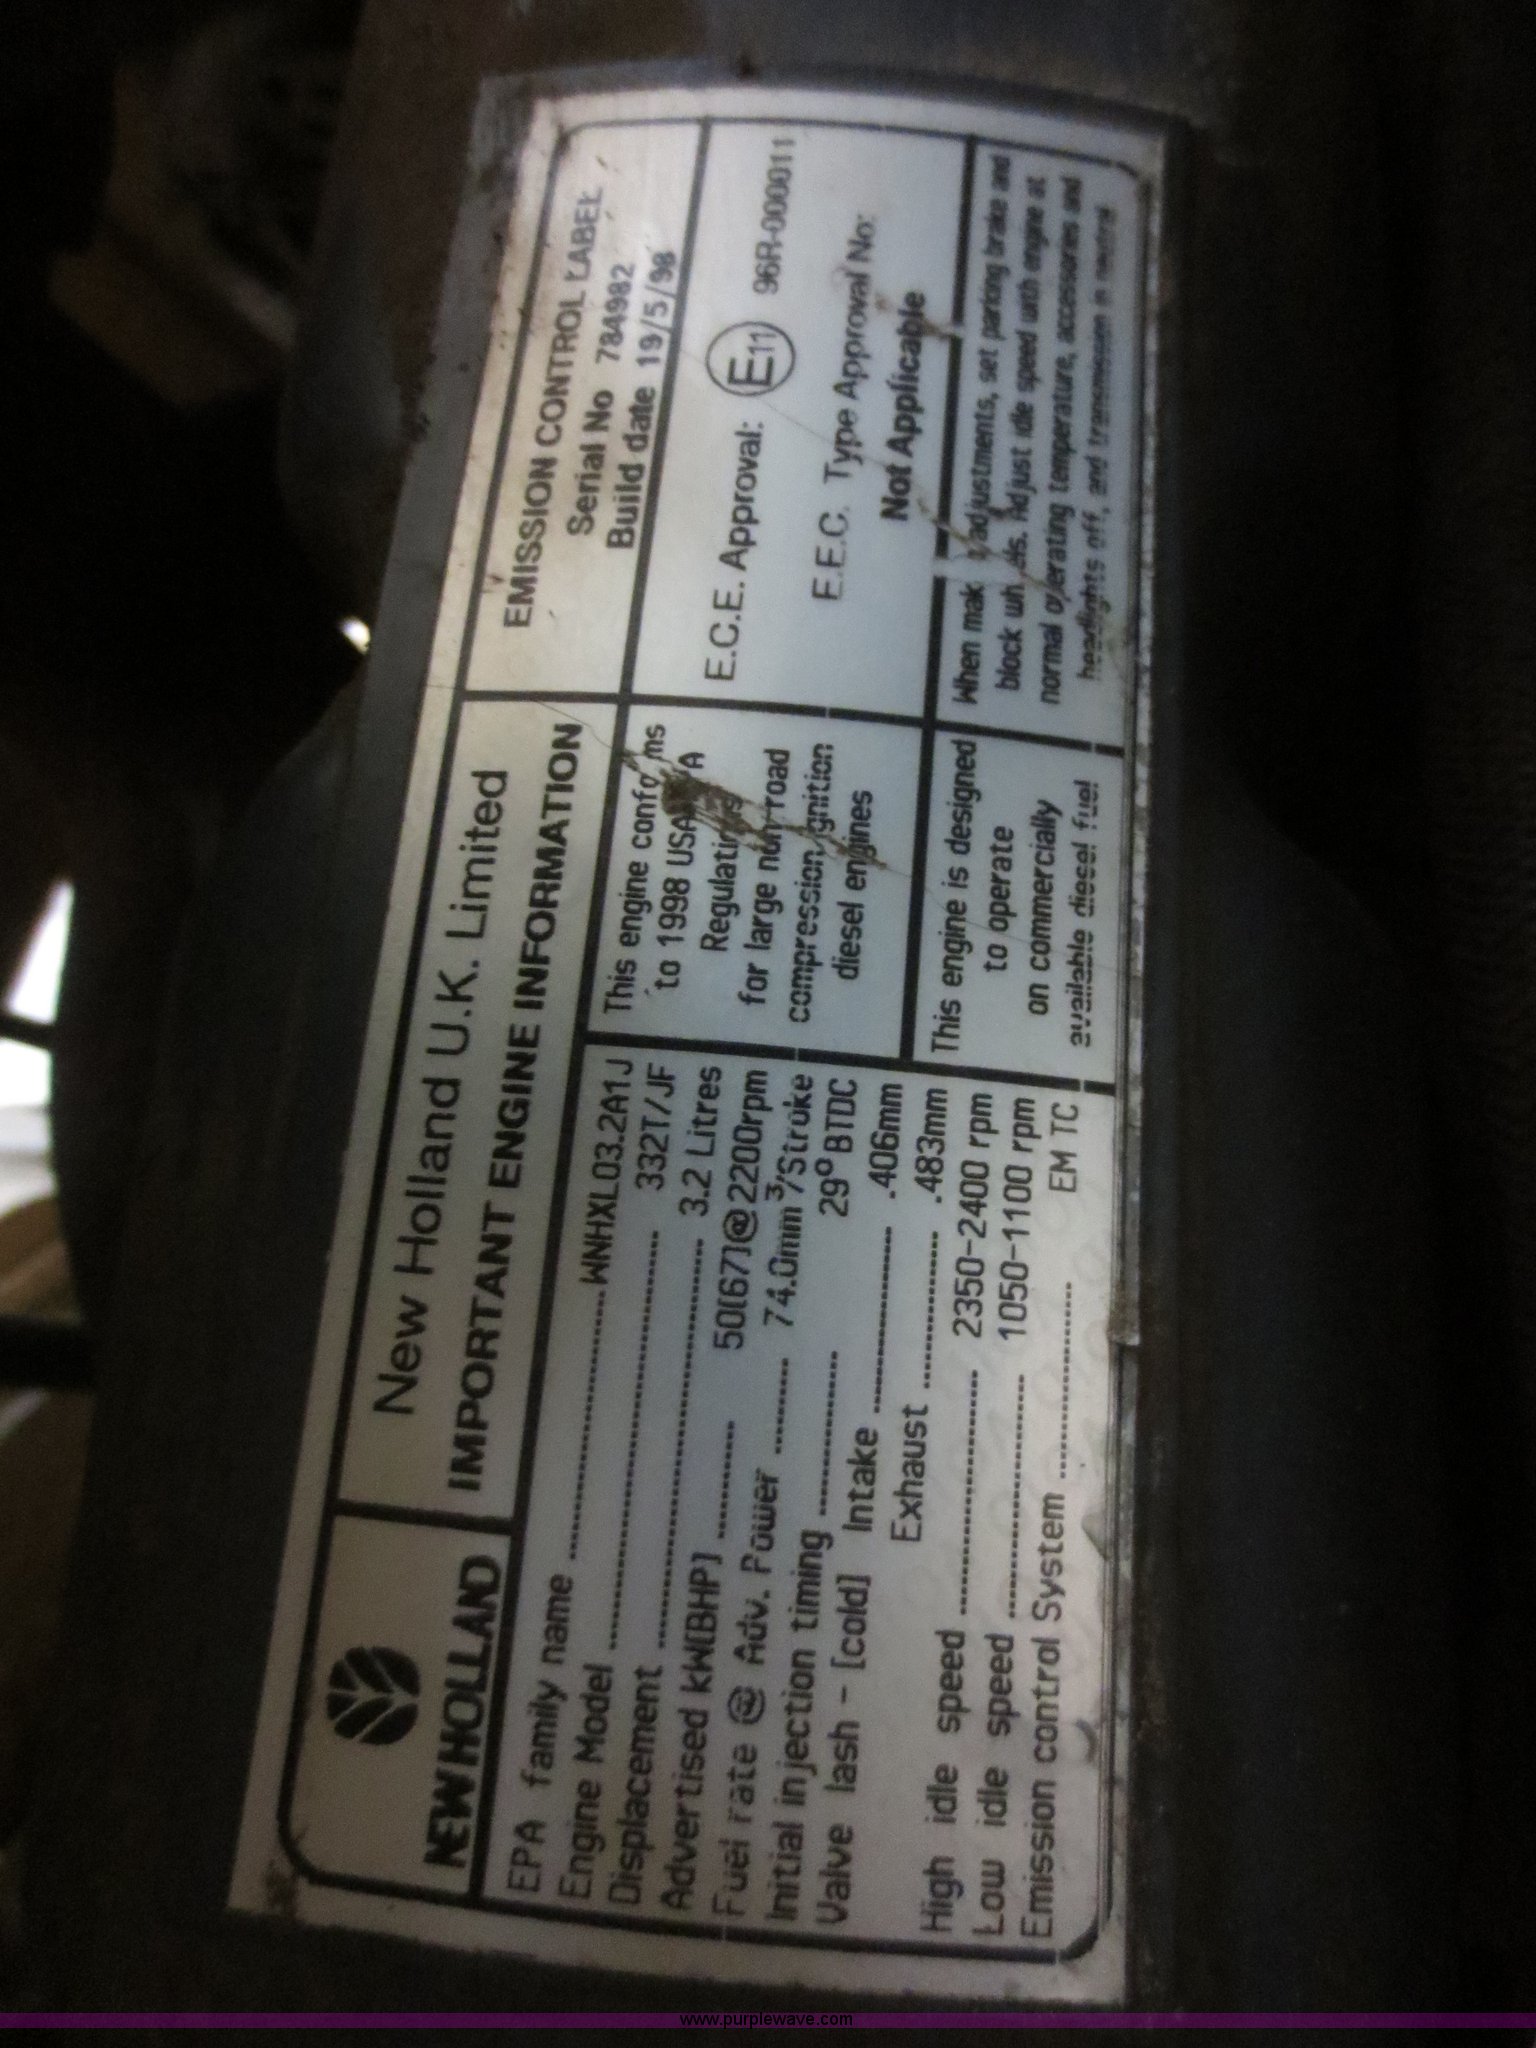 NEW HOLLAND
New Holland U.K. Limited
IMPORTANT ENGINE INFORMATION
EMISSION CONTROL LABEL
Serial No 784982
Build date 19/5/98
EPA family name WNHXL03.2A1J
Engine Model 332T/JF
Displacement 3.2 Litres
Advertised kW[BHP] 50[67]@2200rpm
Fuel rate @ Adv. Power 74.0mm³/Stroke
Initial injection timing 29° BTDC
Valve lash - [cold] Intake .406mm
Exhaust .483mm
High idle speed 2350-2400 rpm
Low idle speed 1050-1100 rpm
Emission control System EM TC
This engine conforms
to 1998 USA
Regulations
for large non-road
compression ignition
diesel engines
E.C.E. Approval: E11 96R-000011
E.E.C. Type Approval No:
Not Applicable
This engine is designed
to operate
on commercially
available diesel fuel
When adjustments, set parking brake and
block wheels. Adjust idle speed with engine at
normal operating temperature, accessories and
headlights off, and transmission in neutral
www.purplewave.com